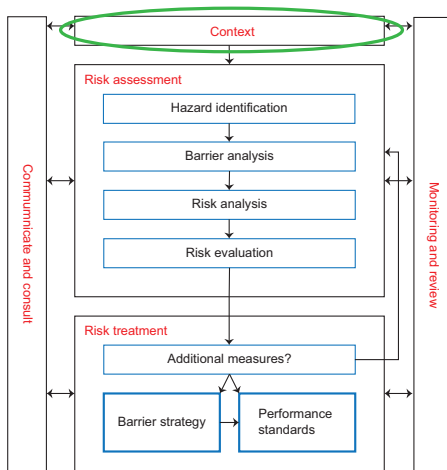 Context
Risk assessment
Hazard identification
Barrier analysis
Risk analysis
Risk evaluation
Risk treatment
Additional measures?
Barrier strategy
Performance
standards
Commumnicate and consult
Monitoring and review